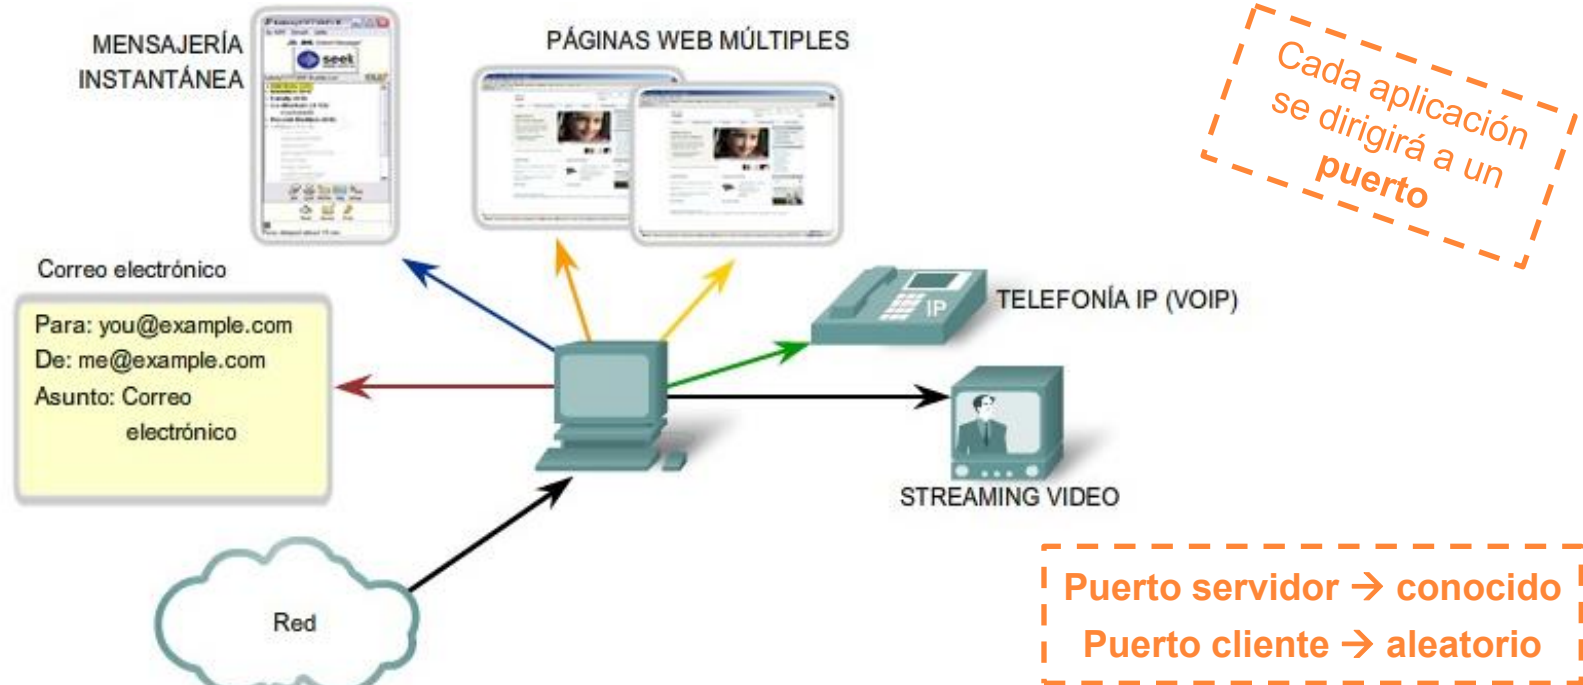 MENSAJERÍA
INSTANTÁNEA
seek
PÁGINAS WEB MÚLTIPLES
Cada aplicación
se dirigirá a un
puerto
Correo electrónico
Para: you@example.com
De: me@example.com
Asunto: Correo
electrónico
IP
TELEFONÍA IP (VOIP)
STREAMING VIDEO
Red
Puerto servidor → conocido
Puerto cliente → aleatorio